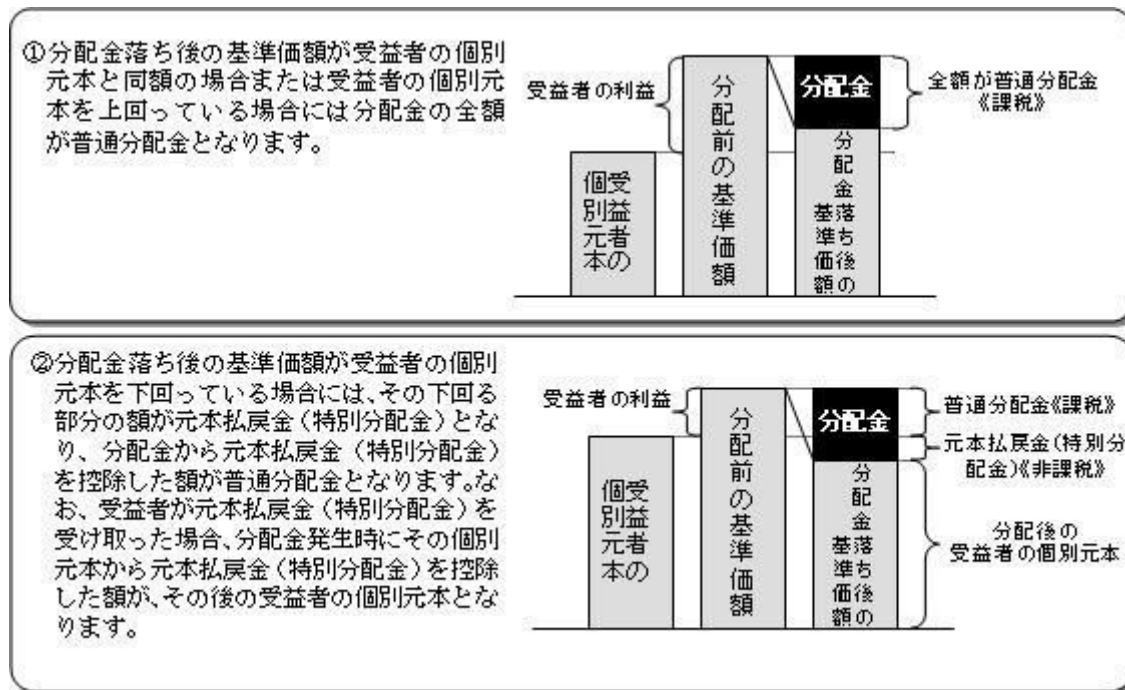 ①分配金落ち後の基準価額が受益者の個別
元本と同額の場合または受益者の個別元
本を上回っている場合には分配金の全額
が普通分配金となります。
受益者の利益
受益者の
個別元本
分配前の基準価額
分配金
分配金落ち後の
基準価額
全額が普通分配金
《課税》
②分配金落ち後の基準価額が受益者の個別
元本を下回っている場合には、その下回る
部分の額が元本払戻金(特別分配金)とな
り、分配金から元本払戻金(特別分配金)
を控除した額が普通分配金となります。な
お、受益者が元本払戻金(特別分配金)を
受け取った場合、分配金発生時にその個別
元本から元本払戻金(特別分配金)を控除
した額が、その後の受益者の個別元本とな
ります。
受益者の利益
受益者の
個別元本
分配前の基準価額
分配金
分配金落ち後の
基準価額
普通分配金《課税》
元本払戻金(特別分
配金)《非課税》
分配後の
受益者の個別元本